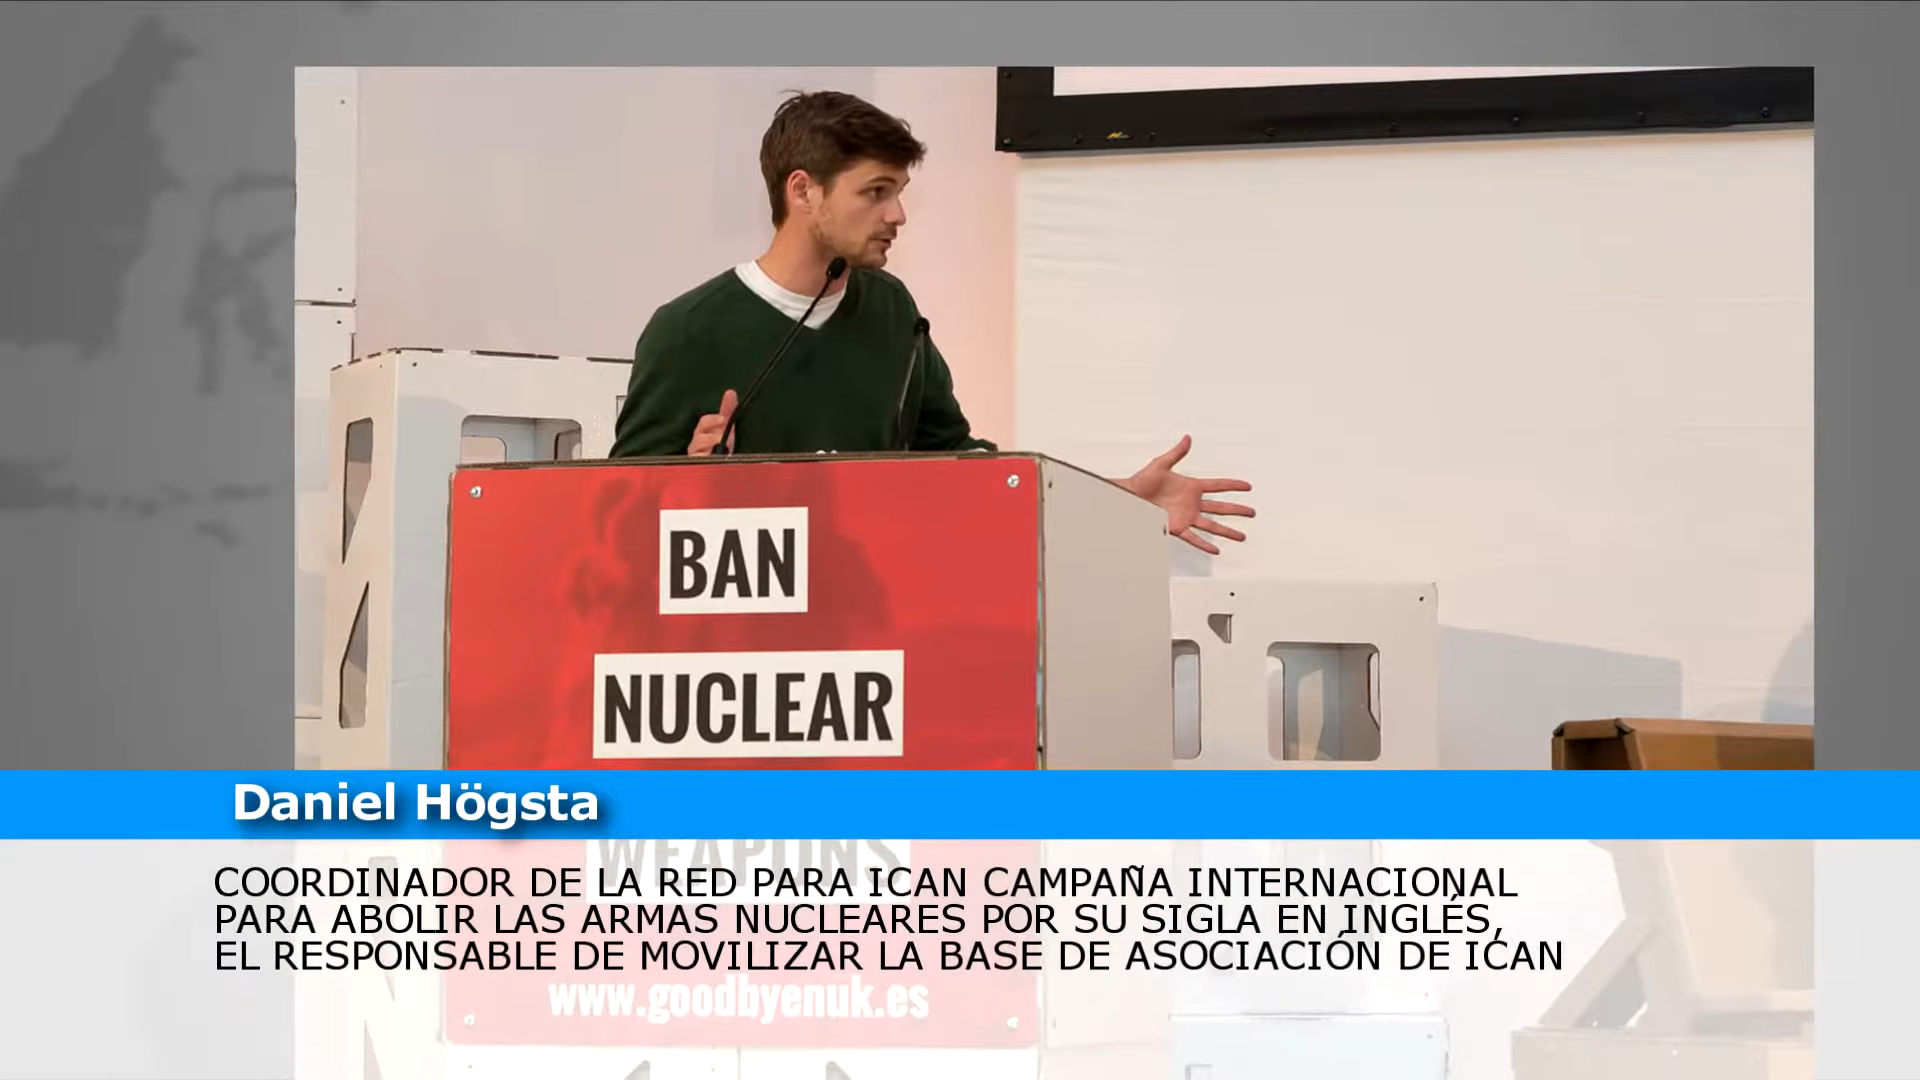 BAN
NUCLEAR
Daniel Högsta
WEAPONS
COORDINADOR DE LA RED PARA ICAN CAMPAÑA INTERNACIONAL
PARA ABOLIR LAS ARMAS NUCLEARES POR SU SIGLA EN INGLÉS,
EL RESPONSABLE DE MOVILIZAR LA BASE DE ASOCIACIÓN DE ICAN
www.goodbyenuk.es